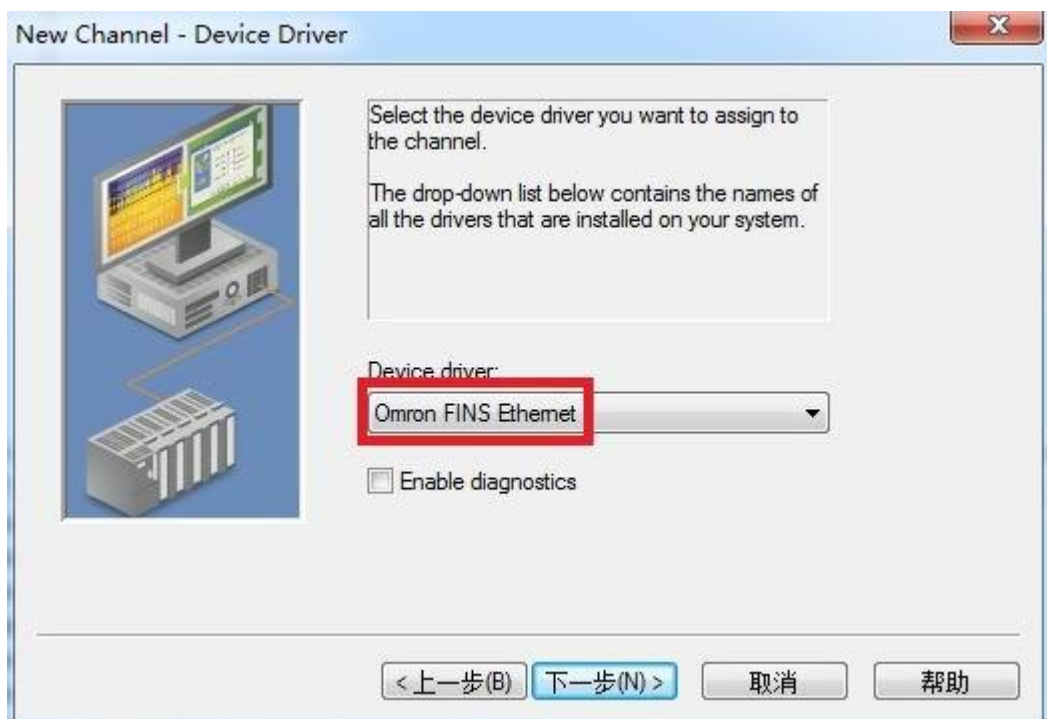 New Channel - Device Driver
Select the device driver you want to assign to
the channel.
The drop-down list below contains the names of
all the drivers that are installed on your system.
Device driver:
Omron FINS Ethernet
Enable diagnostics
< 上一步(B) 下一步(N) > 取消 帮助